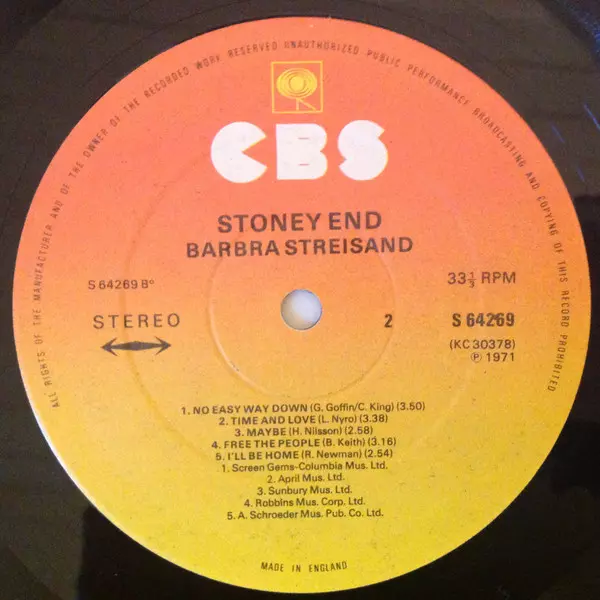 ALL RIGHTS OF THE MANUFACTURER AND OF THE OWNER OF THE RECORDED WORK RESERVED UNAUTHORIZED PUBLIC PERFORMANCE BROADCASTING AND COPYING OF THIS RECORD PROHIBITED
CBS
STONEY END
BARBRA STREISAND
S 64269 B°
33⅓ RPM
STEREO
2
S 64269
(KC 30378)
℗ 1971
1. NO EASY WAY DOWN (G. Goffin/C. King) (3.50)
2. TIME AND LOVE (L. Nyro) (3.38)
3. MAYBE (H. Nilsson) (2.58)
4. FREE THE PEOPLE (B. Keith) (3.16)
5. I'LL BE HOME (R. Newman) (2.54)
1. Screen Gems-Columbia Mus. Ltd.
2. April Mus. Ltd.
3. Sunbury Mus. Ltd.
4. Robbins Mus. Corp. Ltd.
5. A. Schroeder Mus. Pub. Co. Ltd.
MADE IN ENGLAND